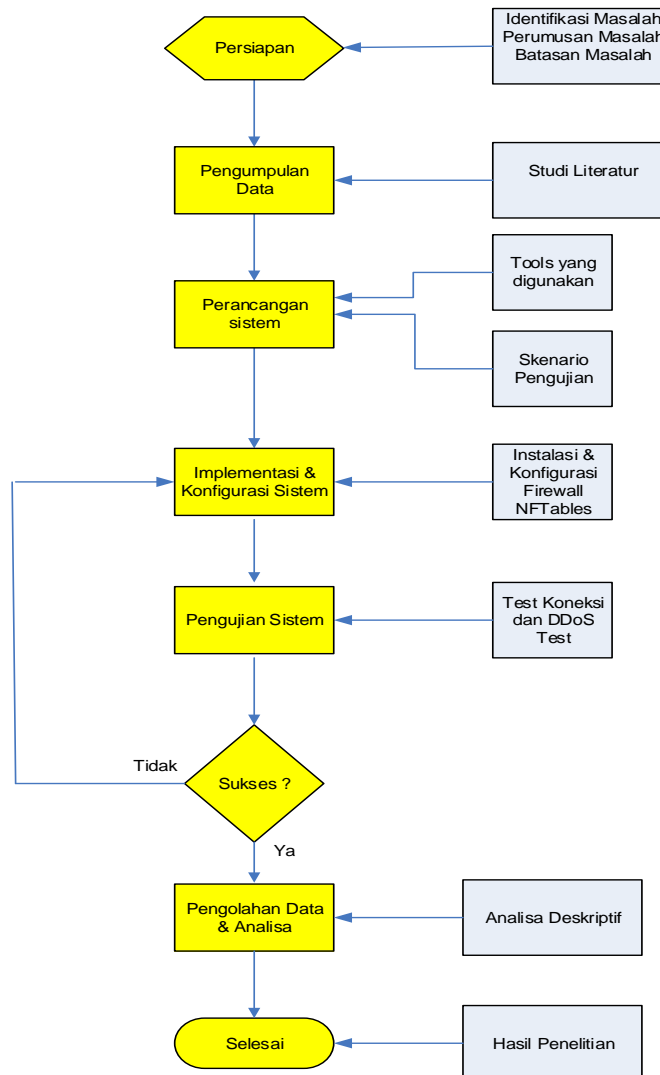 Persiapan
Identifikasi Masalah
Perumusan Masalah
Batasan Masalah
Pengumpulan
Data
Studi Literatur
Perancangan
sistem
Tools yang
digunakan
Skenario
Pengujian
Implementasi &
Konfigurasi Sistem
Instalasi &
Konfigurasi
Firewall
NFTables
Pengujian Sistem
Test Koneksi
dan DDoS
Test
Tidak
Sukses ?
Ya
Pengolahan Data
& Analisa
Analisa Deskriptif
Selesai
Hasil Penelitian